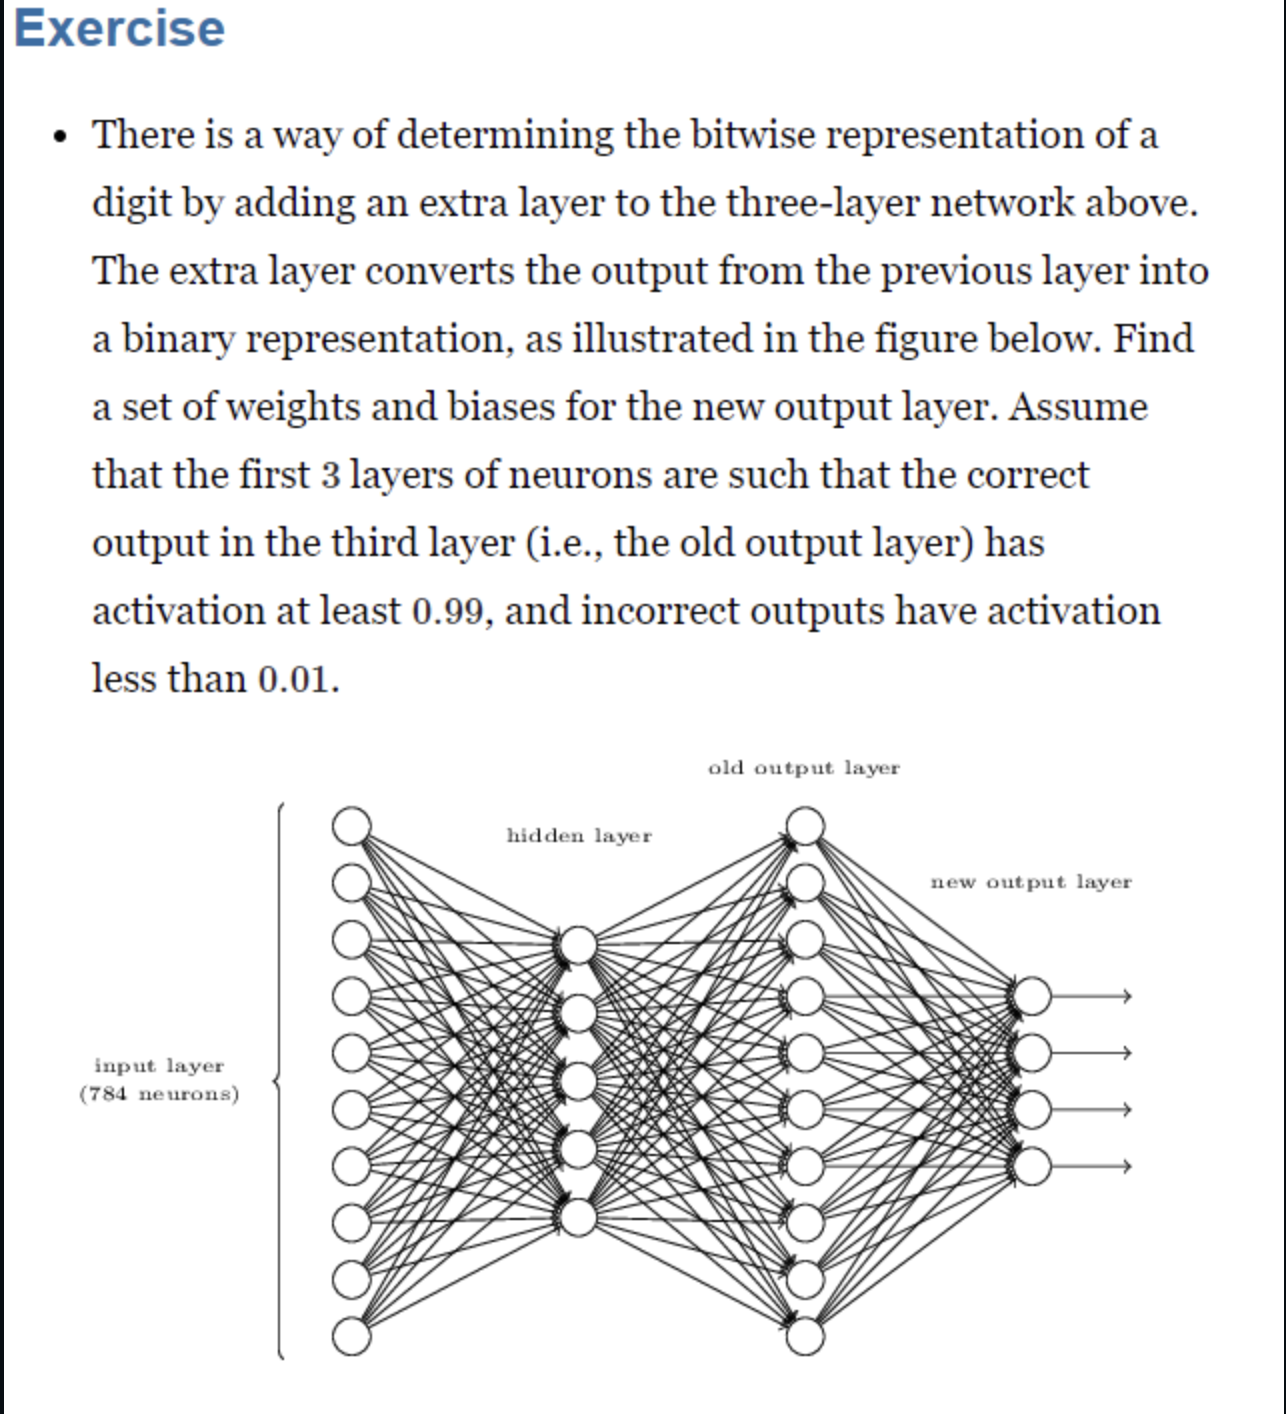 Exercise
• There is a way of determining the bitwise representation of a
digit by adding an extra layer to the three-layer network above.
The extra layer converts the output from the previous layer into
a binary representation, as illustrated in the figure below. Find
a set of weights and biases for the new output layer. Assume
that the first 3 layers of neurons are such that the correct
output in the third layer (i.e., the old output layer) has
activation at least 0.99, and incorrect outputs have activation
less than 0.01.
old output layer
hidden layer
new output layer
input layer
(784 neurons)